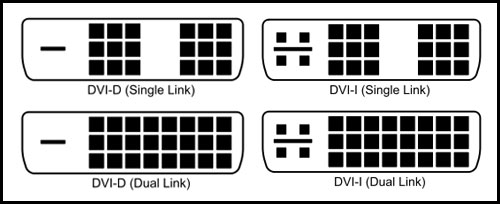 DVI-D (Single Link)
DVI-I (Single Link)
DVI-D (Dual Link)
DVI-I (Dual Link)